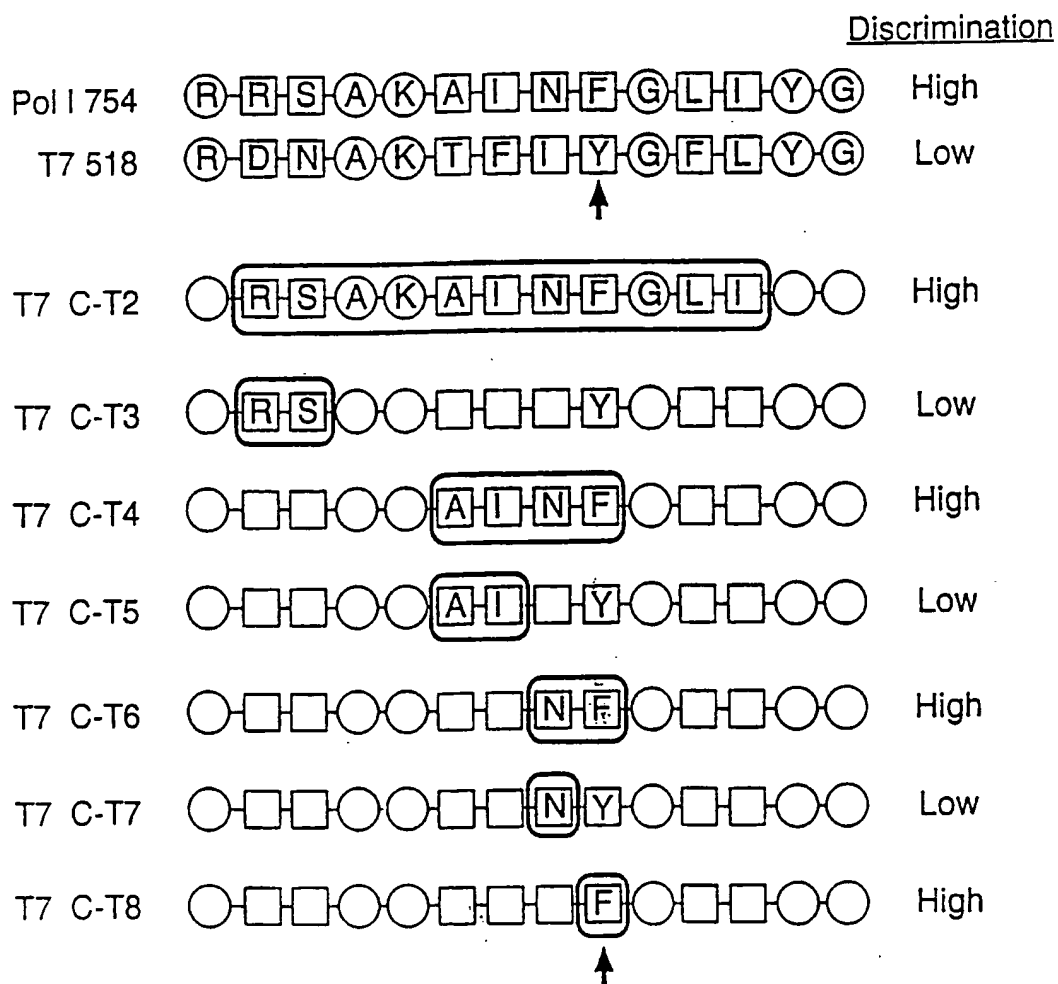 Discrimination
Pol I 754 R R S A K A I N F G L I Y G High
T7 518 R D N A K T F I Y G F L Y G Low
T7 C-T2 R S A K A I N F G L I High
T7 C-T3 R S Y Low
T7 C-T4 A I N F High
T7 C-T5 A I Y Low
T7 C-T6 N F High
T7 C-T7 N Y Low
T7 C-T8 F High